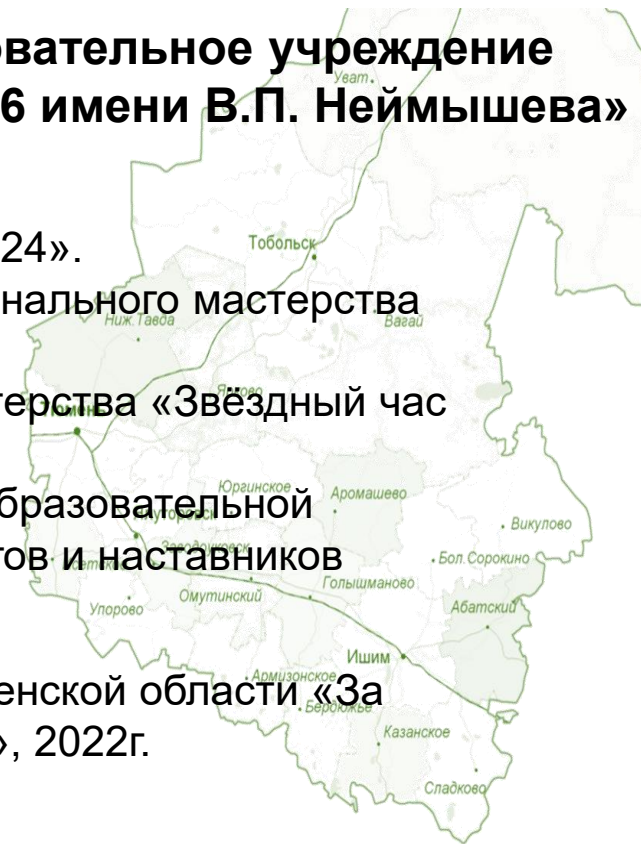 овательное учреждение
6 имени В.П. Неймышева»
Уват
Тобольск
24».
нального мастерства
Ниж.Тавда
Вагай
Ярково
терства «Звёздный час
Тюмень
бразовательной
Юргинское
Аромашево
Викулово
тов и наставников
Заводоуковск
Бол.Сорокино
Голышманово
Омутинский
Упорово
Абатский
Ишим
Армизонское
енской области «За
Бердюжье
», 2022г.
Казанское
Сладково